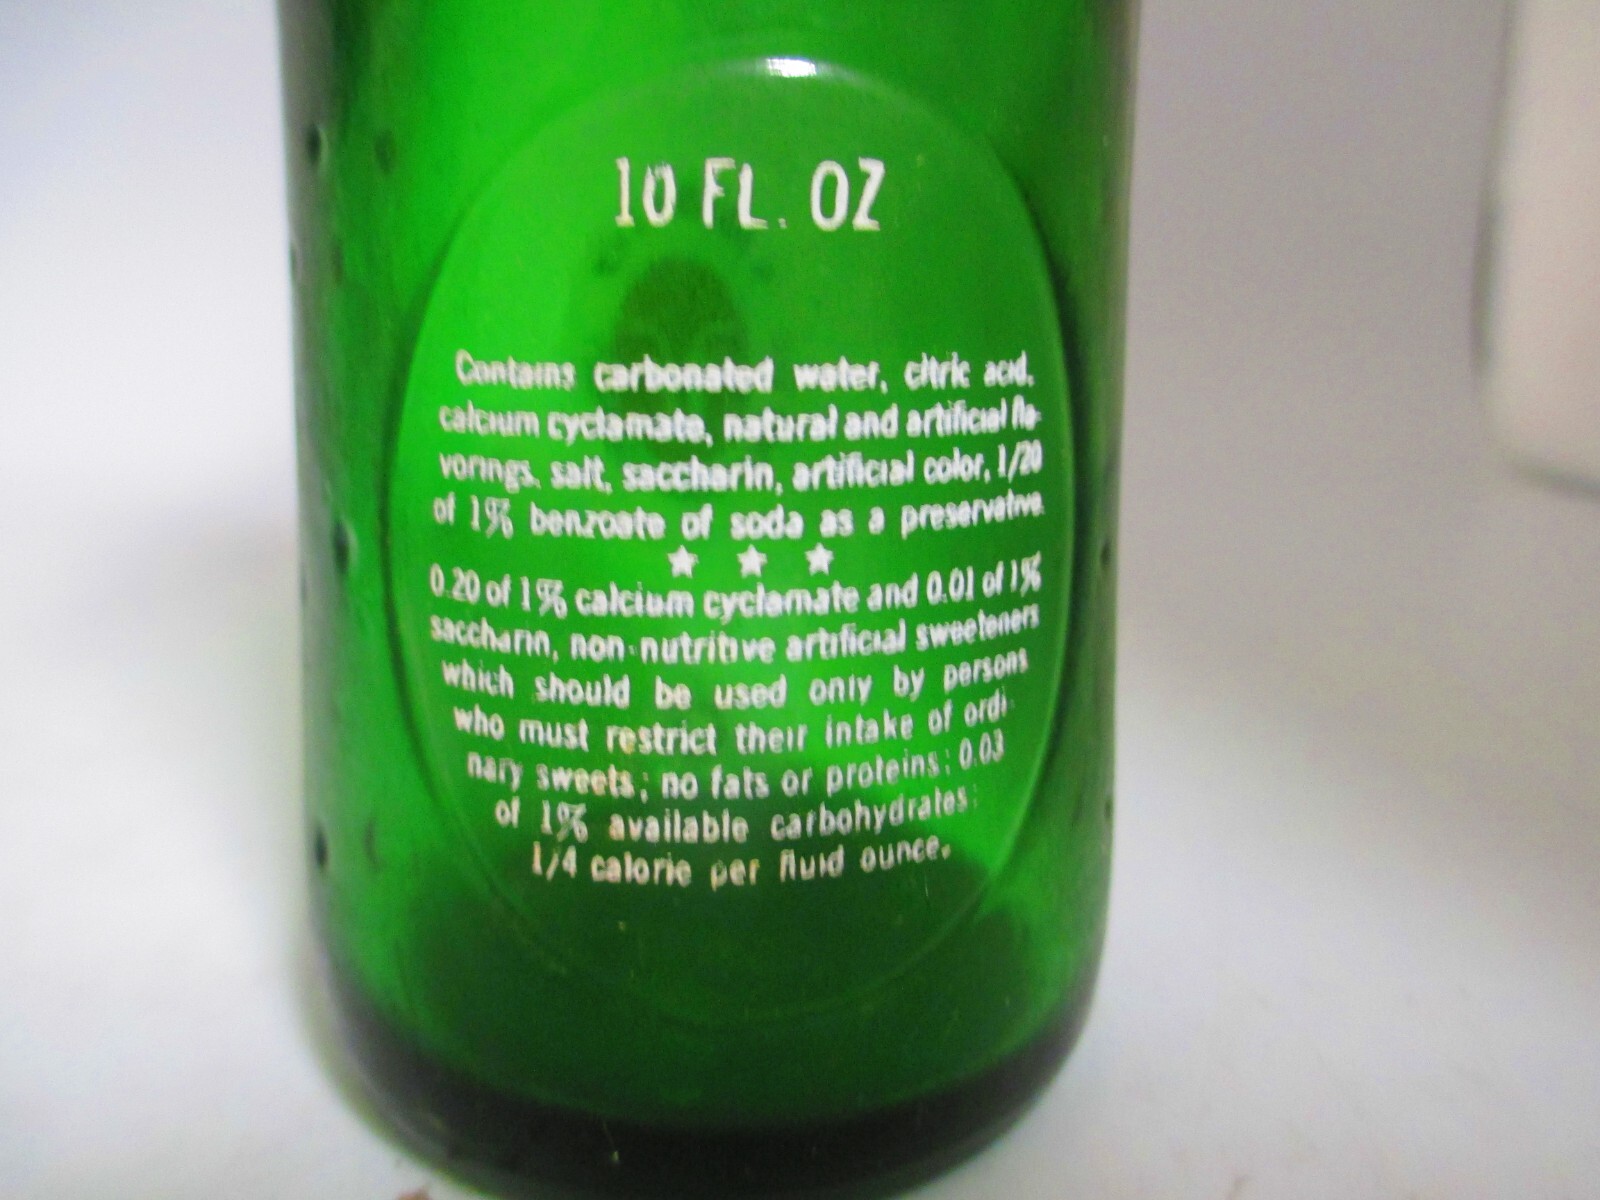 10 FL. OZ
Contains carbonated water, citric acid,
calcium cyclamate, natural and artificial fla-
vorings, salt, saccharin, artificial color, 1/20
of 1% benzoate of soda as a preservative.
★ ★ ★
0.20 of 1% calcium cyclamate and 0.01 of 1%
saccharin, non-nutritive artificial sweeteners
which should be used only by persons
who must restrict their intake of ordi-
nary sweets; no fats or proteins; 0.03
of 1% available carbohydrates;
1/4 calorie per fluid ounce.